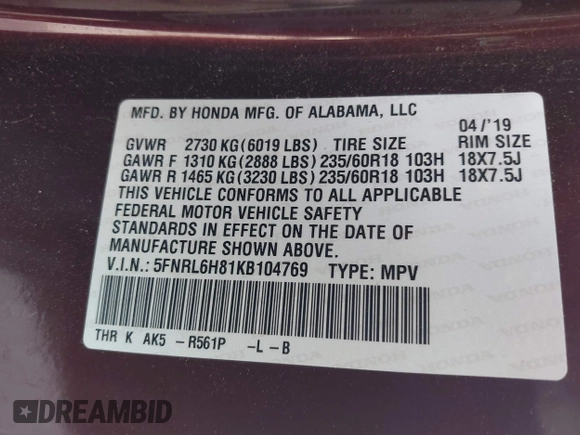 MFD. BY HONDA MFG. OF ALABAMA, LLC
04/'19
GVWR 2730 KG(6019 LBS) TIRE SIZE RIM SIZE
GAWR F 1310 KG(2888 LBS)235/60R18 103H 18X7.5J
GAWR R 1465 KG(3230 LBS)235/60R18 103H 18X7.5J
THIS VEHICLE CONFORMS TO ALL APPLICABLE
FEDERAL MOTOR VEHICLE SAFETY
STANDARDS IN EFFECT ON THE DATE OF
MANUFACTURE SHOWN ABOVE.
V.I.N.: 5FNRL6H81KB104769 TYPE: MPV
THR K AK5 -R561P -L-B
DREAMBID